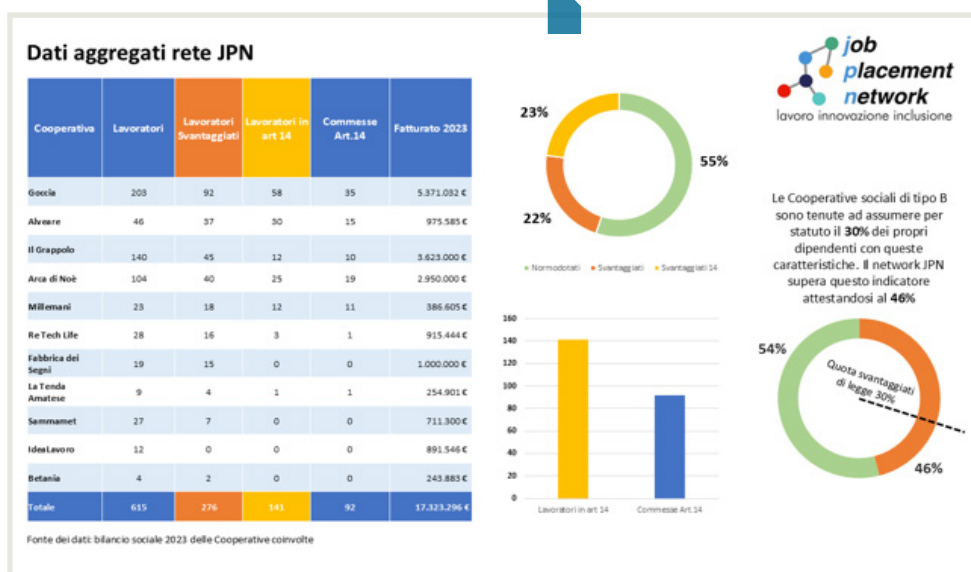 Dati aggregati rete JPN
Cooperativa Lavoratori Lavoratori Svantaggiati Lavoratori in art 14 Commesse Art.14 Fatturato 2023
Goccia 203 92 58 35 5.371.032 €
Alveare 46 37 30 15 975.585 €
Il Grappolo 140 45 12 10 3.623.000 €
Arca di Noè 104 40 25 19 2.950.000 €
Millemani 23 18 12 11 386.605 €
Re Tech Life 28 16 3 1 915.444 €
Fabbrica dei Segni 19 15 0 0 1.000.000 €
La Tenda Amatese 9 4 1 1 254.901 €
Sammamet 27 7 0 0 711.300 €
IdeaLavoro 12 0 0 0 891.546 €
Betania 4 2 0 0 243.883 €
Totale 615 276 141 92 17.323.296 €
Fonte dei dati: bilancio sociale 2023 delle Cooperative coinvolte
23%
55%
22%
Normodotati Svantaggiati Svantaggiati 14
160
140
120
100
80
60
40
20
0
Lavoratori in art 14 Commesse Art.14
job
placement
network
lavoro innovazione inclusione
Le Cooperative sociali di tipo B
sono tenute ad assumere per
statuto il 30% dei propri
dipendenti con queste
caratteristiche. Il network JPN
supera questo indicatore
attestandosi al 46%
54%
Quota svantaggiati
di legge 30%
46%